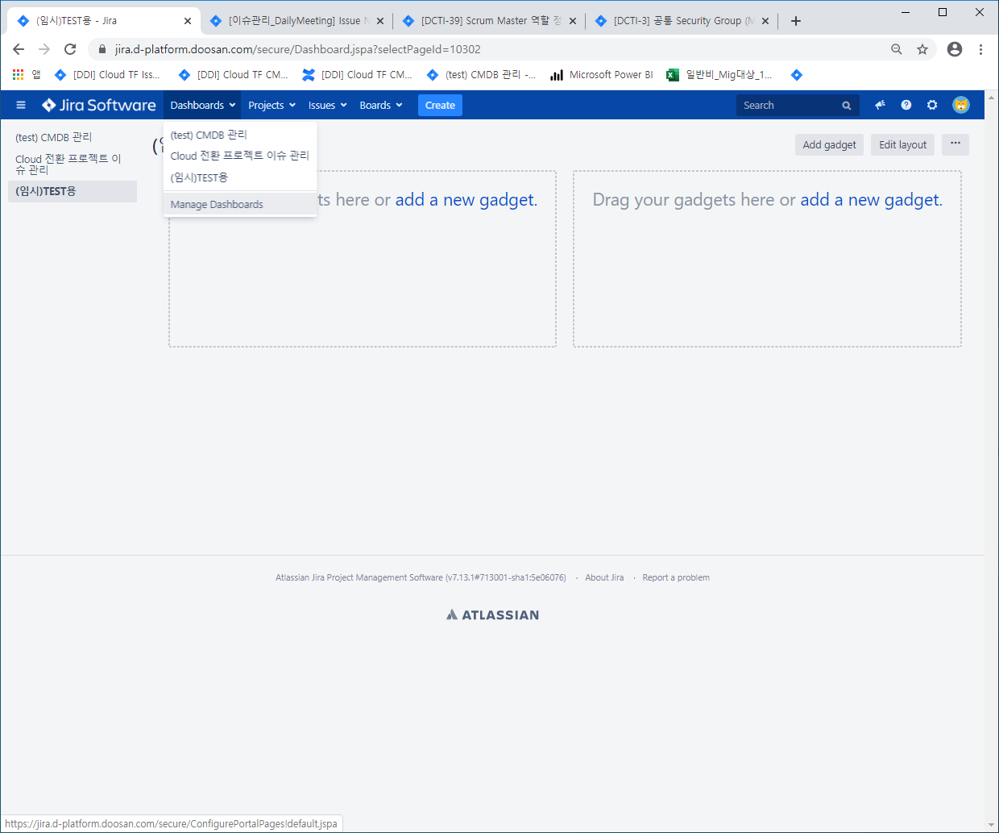 (임시)TEST용 - Jira
[이슈관리_DailyMeeting] Issue
[DCTI-39] Scrum Master 역할
[DCTI-3] 공통 Security Group
jira.d-platform.doosan.com/secure/Dashboard.jspa?selectPageId=10302
앱
[DDI] Cloud TF Iss...
[DDI] Cloud TF CM...
[DDI] Cloud TF CM...
(test) CMDB 관리 -...
Microsoft Power BI
일반비_Mig대상_1...
Jira Software
Dashboards
Projects
Issues
Boards
Create
Search
(test) CMDB 관리
Cloud 전환 프로젝트 이
슈 관리
(임시)TEST용
(test) CMDB 관리
Cloud 전환 프로젝트 이슈 관리
(임시)TEST용
Manage Dashboards
Add gadget
Edit layout
...
ts here or add a new gadget.
Drag your gadgets here or add a new gadget.
Atlassian Jira Project Management Software (v7.13.1#713001-sha1:5e06076) · About Jira · Report a problem
ATLASSIAN
https://jira.d-platform.doosan.com/secure/ConfigurePortalPages!default.jspa